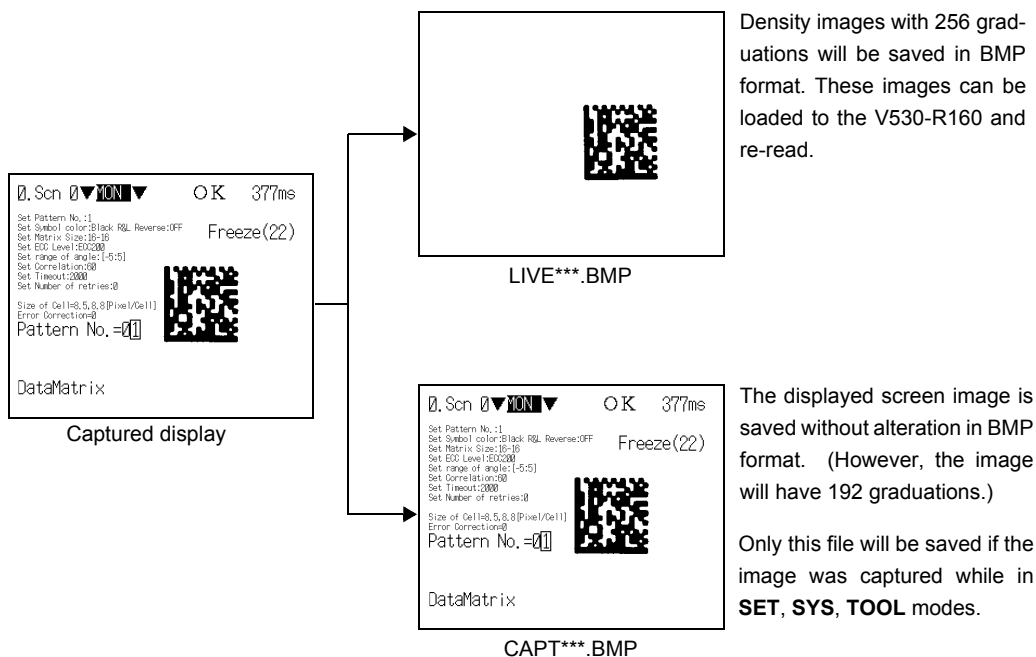 Density images with 256 grad-
uations will be saved in BMP
format. These images can be
loaded to the V530-R160 and
re-read.
LIVE***.BMP
0.Scn 0▼MON▼ OK 377ms
Set Pattern No.:1
Set Symbol color:Black R&L Reverse:OFF
Freeze(22)
Set Matrix Size:16-16
Set ECC Level:ECC200
Set range of angle:[-5:5]
Set Correlation:60
Set Timeout:2000
Set Number of retries:0
Size of Cell=8.5,8.8[Pixel/Cell]
Error Correction=0
Pattern No.=01
DataMatrix
Captured display
0.Scn 0▼MON▼ OK 377ms
Set Pattern No.:1
Set Symbol color:Black R&L Reverse:OFF
Freeze(22)
Set Matrix Size:16-16
Set ECC Level:ECC200
Set range of angle:[-5:5]
Set Correlation:60
Set Timeout:2000
Set Number of retries:0
Size of Cell=8.5,8.8[Pixel/Cell]
Error Correction=0
Pattern No.=01
DataMatrix
CAPT***.BMP
The displayed screen image is
saved without alteration in BMP
format. (However, the image
will have 192 graduations.)
Only this file will be saved if the
image was captured while in
SET, SYS, TOOL modes.